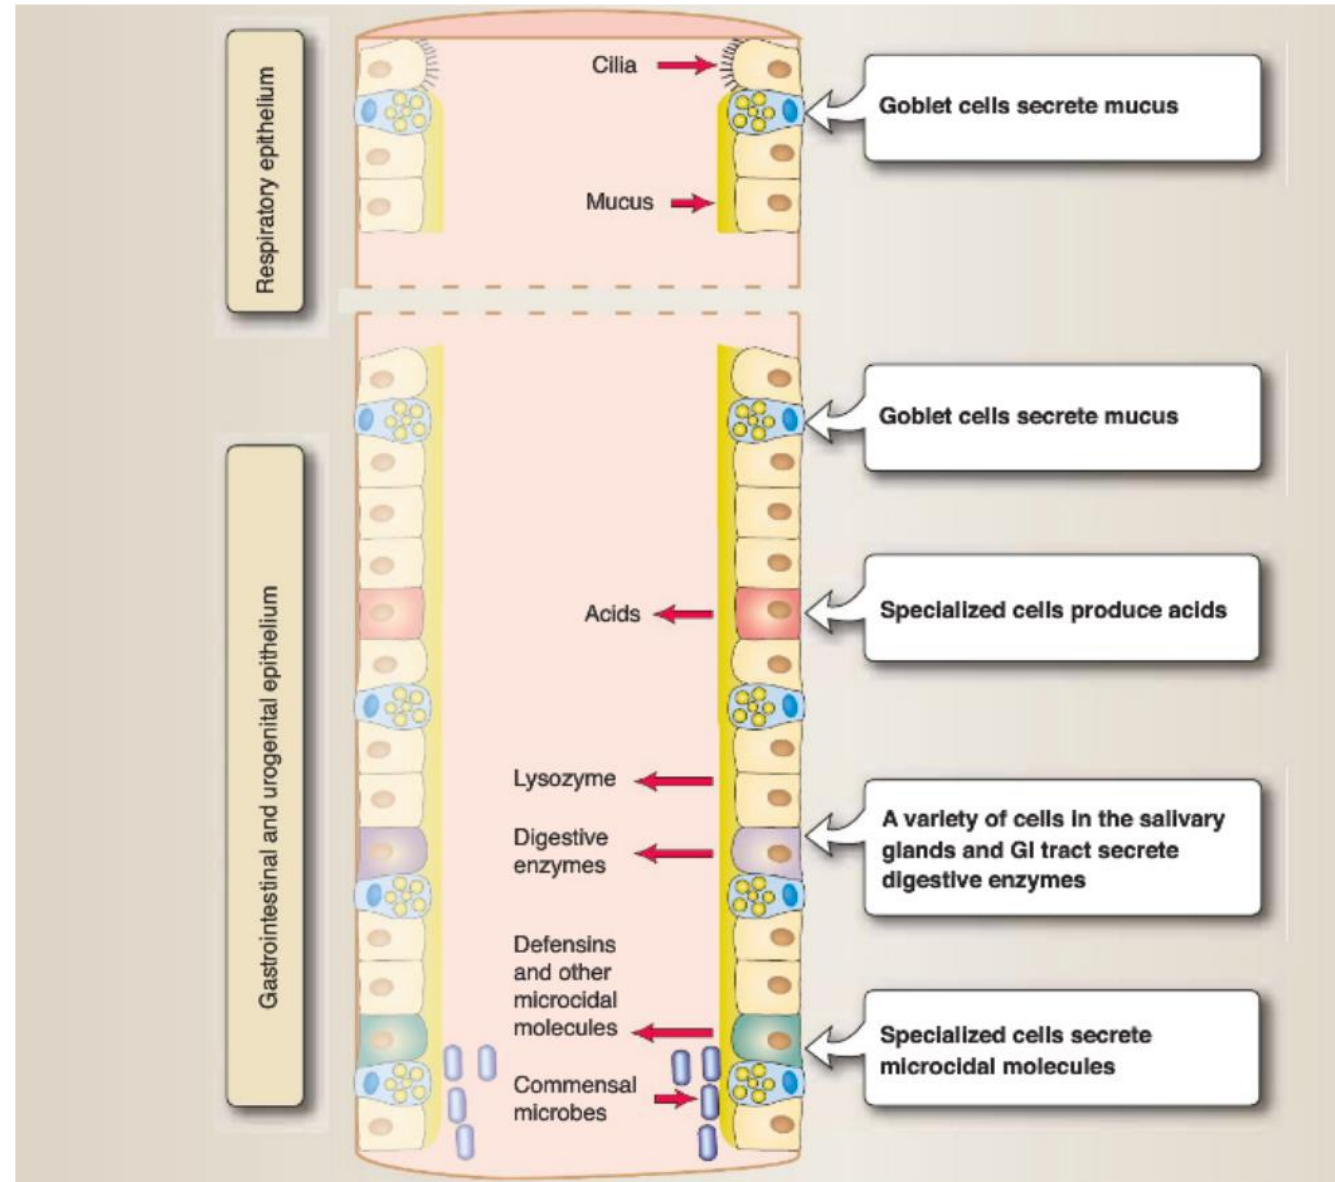 Respiratory epithelium
Cilia
Goblet cells secrete mucus
Mucus
Gastrointestinal and urogenital epithelium
Goblet cells secrete mucus
Acids
Specialized cells produce acids
Lysozyme
Digestive
enzymes
A variety of cells in the salivary
glands and GI tract secrete
digestive enzymes
Defensins
and other
microcidal
molecules
Specialized cells secrete
microcidal molecules
Commensal
microbes